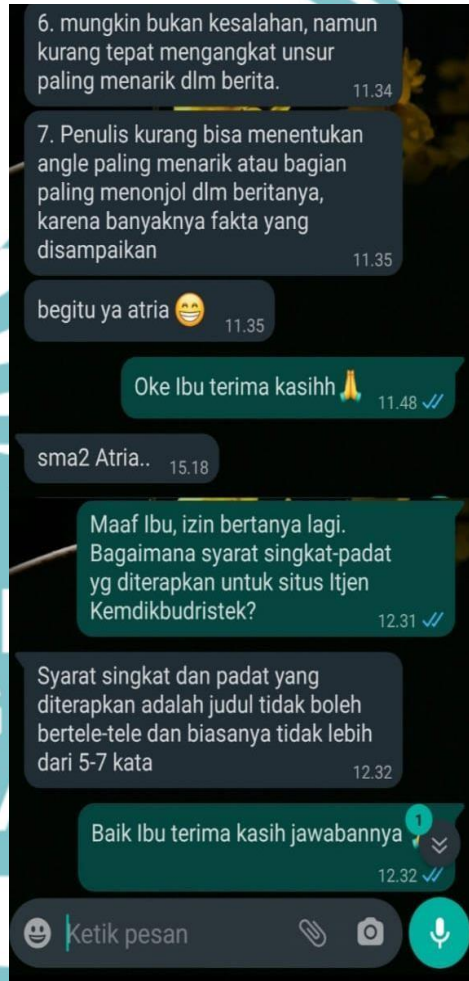 6. mungkin bukan kesalahan, namun
kurang tepat mengangkat unsur
paling menarik dlm berita.
11.34
7. Penulis kurang bisa menentukan
angle paling menarik atau bagian
paling menonjol dlm beritanya,
karena banyaknya fakta yang
disampaikan
11.35
begitu ya atria 😁
11.35
Oke Ibu terima kasihh 🙏
11.48
sma2 Atria..
15.18
Maaf Ibu, izin bertanya lagi.
Bagaimana syarat singkat-padat
yg diterapkan untuk situs Itjen
Kemdikbudristek?
12.31
Syarat singkat dan padat yang
diterapkan adalah judul tidak boleh
bertele-tele dan biasanya tidak lebih
dari 5-7 kata
12.32
Baik Ibu terima kasih jawabannya
1
12.32
Ketik pesan